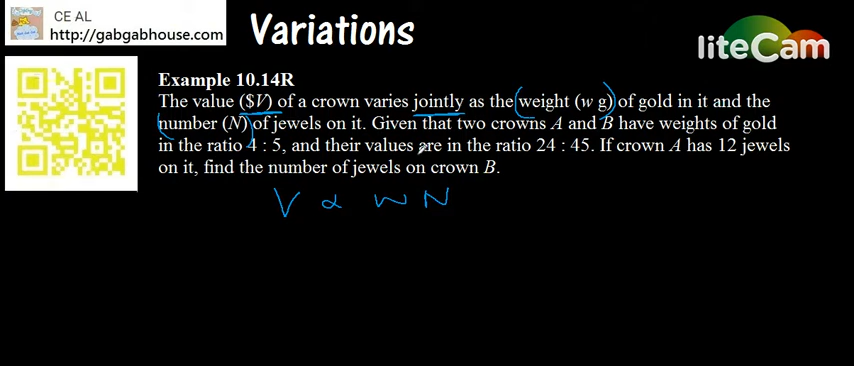 CE AL
http://gabgabhouse.com
Variations
liteCam
Example 10.14R
The value ($V) of a crown varies jointly as the weight (w g) of gold in it and the
number (N) of jewels on it. Given that two crowns A and B have weights of gold
in the ratio 4 : 5, and their values are in the ratio 24 : 45. If crown A has 12 jewels
on it, find the number of jewels on crown B.
V ∝ w N